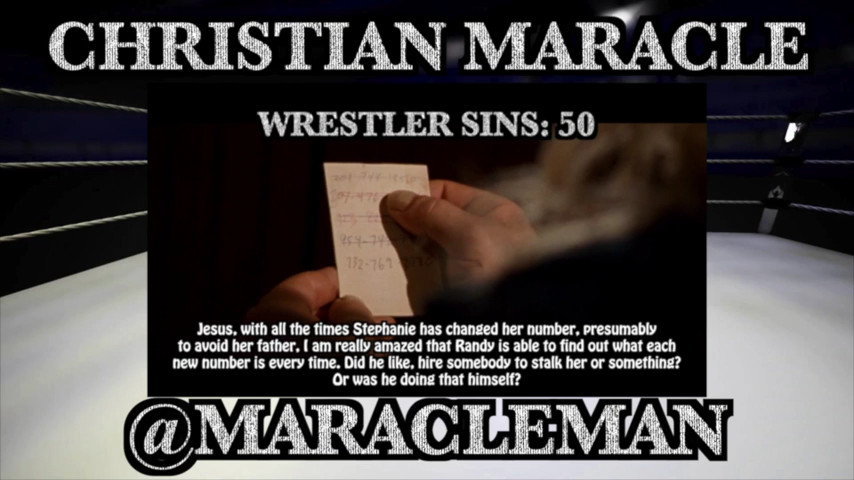 CHRISTIAN MARACLE
WRESTLER SINS: 50
Jesus, with all the times Stephanie has changed her number, presumably
to avoid her father, I am really amazed that Randy is able to find out what each
new number is every time. Did he like, hire somebody to stalk her or something?
Or was he doing that himself?
@MARACLEMAN